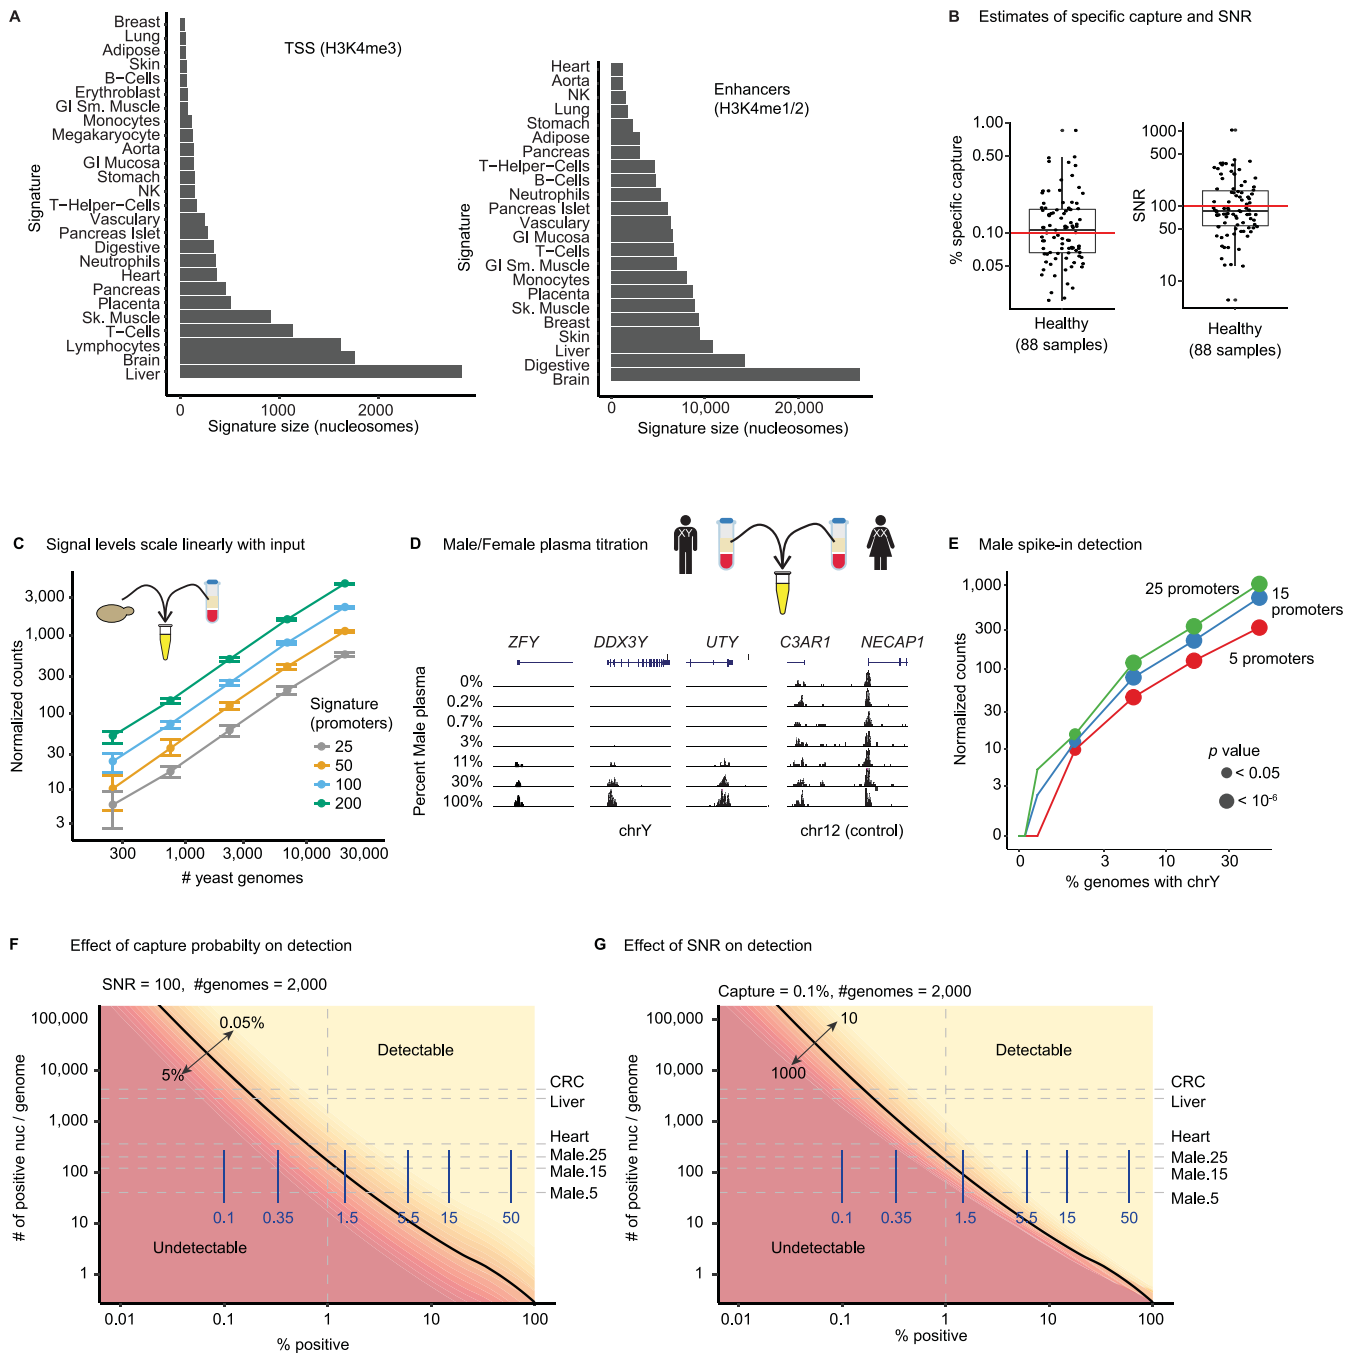 A
TSS (H3K4me3)
Signature
Breast
Lung
Adipose
Skin
B-Cells
Erythroblast
GI Sm. Muscle
Monocytes
Megakaryocyte
Aorta
GI Mucosa
Stomach
NK
T-Helper-Cells
Vasculary
Pancreas Islet
Digestive
Neutrophils
Heart
Pancreas
Placenta
Sk. Muscle
T-Cells
Lymphocytes
Brain
Liver
0 1000 2000
Signature size (nucleosomes)
Enhancers
(H3K4me1/2)
Signature
Heart
Aorta
NK
Lung
Stomach
Adipose
Pancreas
T-Helper-Cells
B-Cells
Neutrophils
Pancreas Islet
Vasculary
GI Mucosa
T-Cells
GI Sm. Muscle
Monocytes
Placenta
Sk. Muscle
Breast
Skin
Liver
Digestive
Brain
0 10,000 20,000
Signature size (nucleosomes)
B Estimates of specific capture and SNR
% specific capture
1.00
0.50
0.10
0.05
Healthy
(88 samples)
SNR
1000
500
100
50
10
Healthy
(88 samples)
C Signal levels scale linearly with input
Normalized counts
3,000
1,000
300
100
30
10
3
Signature
(promoters)
25
50
100
200
300 1,000 3,000 10,000 30,000
# yeast genomes
D Male/Female plasma titration
XY
XX
ZFY DDX3Y UTY C3AR1 NECAP1
Percent Male plasma
0%
0.2%
0.7%
3%
11%
30%
100%
chrY chr12 (control)
E Male spike-in detection
Normalized counts
1,000
300
100
30
10
3
0
25 promoters
15
promoters
5 promoters
p value
< 0.05
< 10-6
0 3 10 30
% genomes with chrY
F Effect of capture probabilty on detection
SNR = 100, #genomes = 2,000
# of positive nuc / genome
100,000
10,000
1,000
100
10
1
0.05%
5%
Detectable
Undetectable
CRC
Liver
Heart
Male.25
Male.15
Male.5
0.1 0.35 1.5 5.5 15 50
0.01 0.1 1 10 100
% positive
G Effect of SNR on detection
Capture = 0.1%, #genomes = 2,000
# of positive nuc / genome
100,000
10,000
1,000
100
10
1
10
1000
Detectable
Undetectable
CRC
Liver
Heart
Male.25
Male.15
Male.5
0.1 0.35 1.5 5.5 15 50
0.01 0.1 1 10 100
% positive